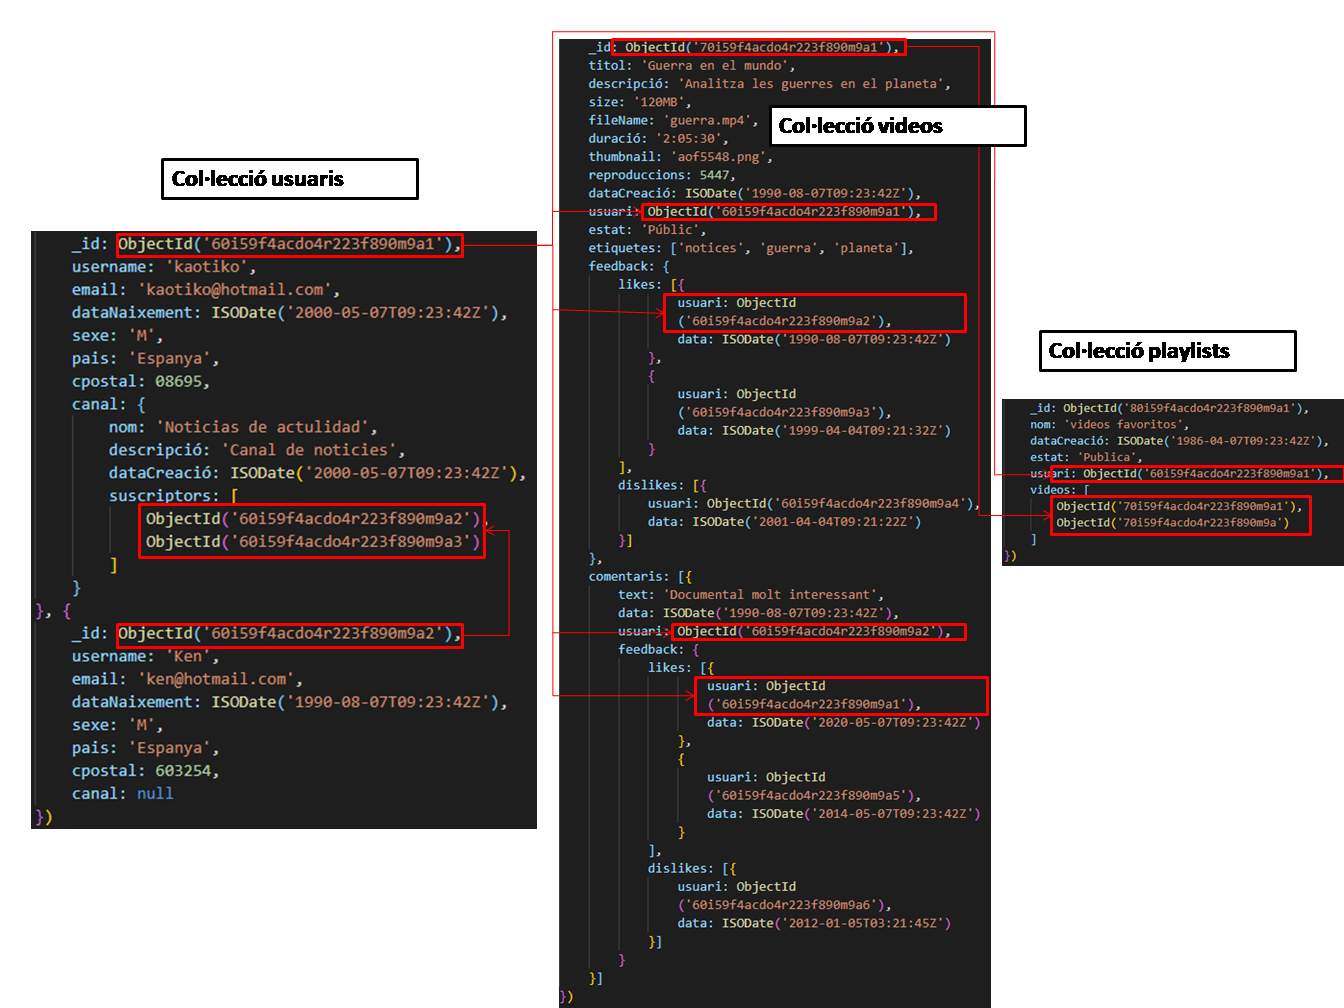 Col·lecció usuaris
_id: ObjectId('60i59f4acdo4r223f890m9a1'),
username: 'kaotiko',
email: 'kaotiko@hotmail.com',
dataNaixement: ISODate('2000-05-07T09:23:42Z'),
sexe: 'M',
pais: 'Espanya',
cpostal: 08695,
canal: {
nom: 'Noticias de actulidad',
descripció: 'Canal de noticies',
dataCreació: ISODate('2000-05-07T09:23:42Z'),
suscriptors: [
ObjectId('60i59f4acdo4r223f890m9a2'),
ObjectId('60i59f4acdo4r223f890m9a3')
]
}
}, {
_id: ObjectId('60i59f4acdo4r223f890m9a2'),
username: 'Ken',
email: 'ken@hotmail.com',
dataNaixement: ISODate('1990-08-07T09:23:42Z'),
sexe: 'M',
pais: 'Espanya',
cpostal: 603254,
canal: null
})
Col·lecció videos
_id: ObjectId('70i59f4acdo4r223f890m9a1'),
titol: 'Guerra en el mundo',
descripció: 'Analitza les guerres en el planeta',
size: '120MB',
fileName: 'guerra.mp4',
duració: '2:05:30',
thumbnail: 'aof5548.png',
reproduccions: 5447,
dataCreació: ISODate('1990-08-07T09:23:42Z'),
usuari: ObjectId('60i59f4acdo4r223f890m9a1'),
estat: 'Públic',
etiquetes: ['notices', 'guerra', 'planeta'],
feedback: {
likes: [{
usuari: ObjectId
('60i59f4acdo4r223f890m9a2'),
data: ISODate('1990-08-07T09:23:42Z')
},
{
usuari: ObjectId
('60i59f4acdo4r223f890m9a3'),
data: ISODate('1999-04-04T09:21:32Z')
}
],
dislikes: [{
usuari: ObjectId('60i59f4acdo4r223f890m9a4'),
data: ISODate('2001-04-04T09:21:22Z')
}]
},
comentaris: [{
text: 'Documental molt interessant',
data: ISODate('1990-08-07T09:23:42Z'),
usuari: ObjectId('60i59f4acdo4r223f890m9a2'),
feedback: {
likes: [{
usuari: ObjectId
('60i59f4acdo4r223f890m9a1'),
data: ISODate('2020-05-07T09:23:42Z')
},
{
usuari: ObjectId
('60i59f4acdo4r223f890m9a5'),
data: ISODate('2014-05-07T09:23:42Z')
}
],
dislikes: [{
usuari: ObjectId
('60i59f4acdo4r223f890m9a6'),
data: ISODate('2012-01-05T03:21:45Z')
}]
}
}]
})
Col·lecció playlists
_id: ObjectId('80i59f4acdo4r223f890m9a1'),
nom: 'videos favoritos',
dataCreació: ISODate('1986-04-07T09:23:42Z'),
estat: 'Publica',
usuari: ObjectId('60i59f4acdo4r223f890m9a1'),
videos: [
ObjectId('70i59f4acdo4r223f890m9a1'),
ObjectId('70i59f4acdo4r223f890m9a')
]
})